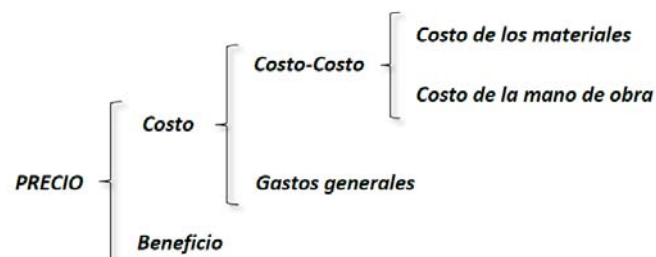 Costo de los materiales
Costo-Costo
Costo de la mano de obra
Costo
PRECIO
Gastos generales
Beneficio